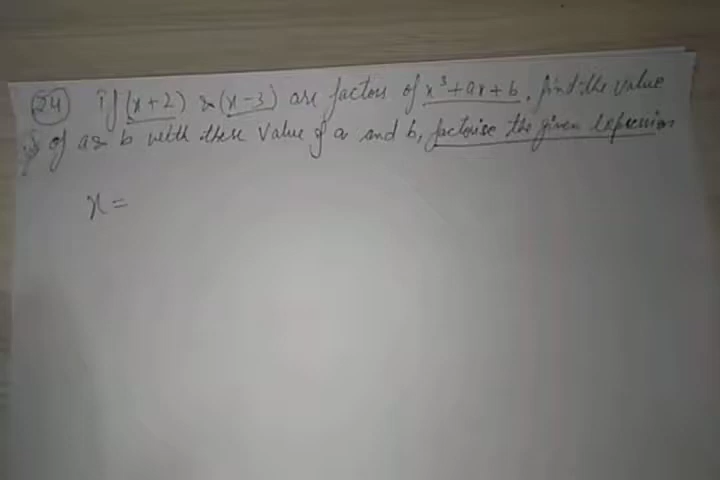 24 if (x+2) & (x-3) are factors of x³+ax+b, find the value
of a & b with these value of a and b, factorise the given expression
x =